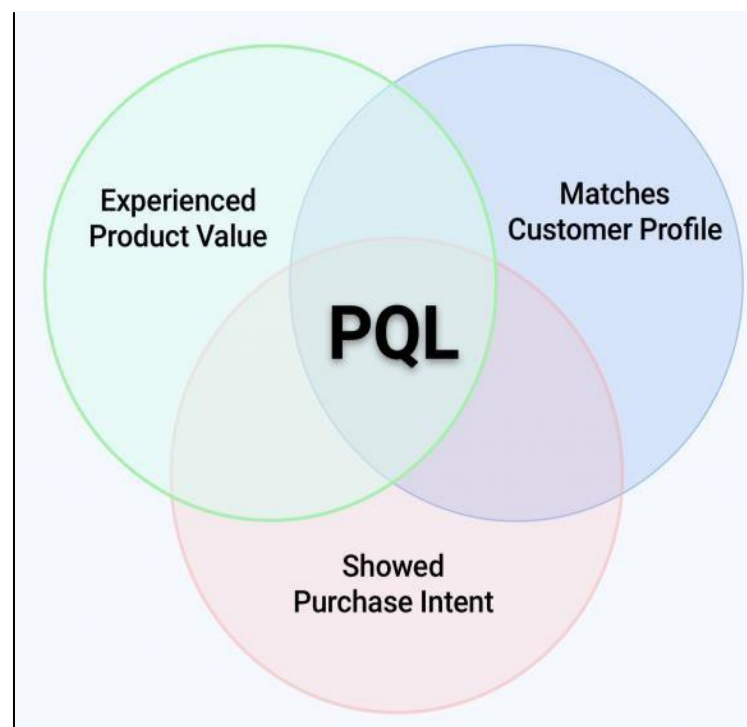 Experienced
Product Value
Matches
Customer Profile
PQL
Showed
Purchase Intent